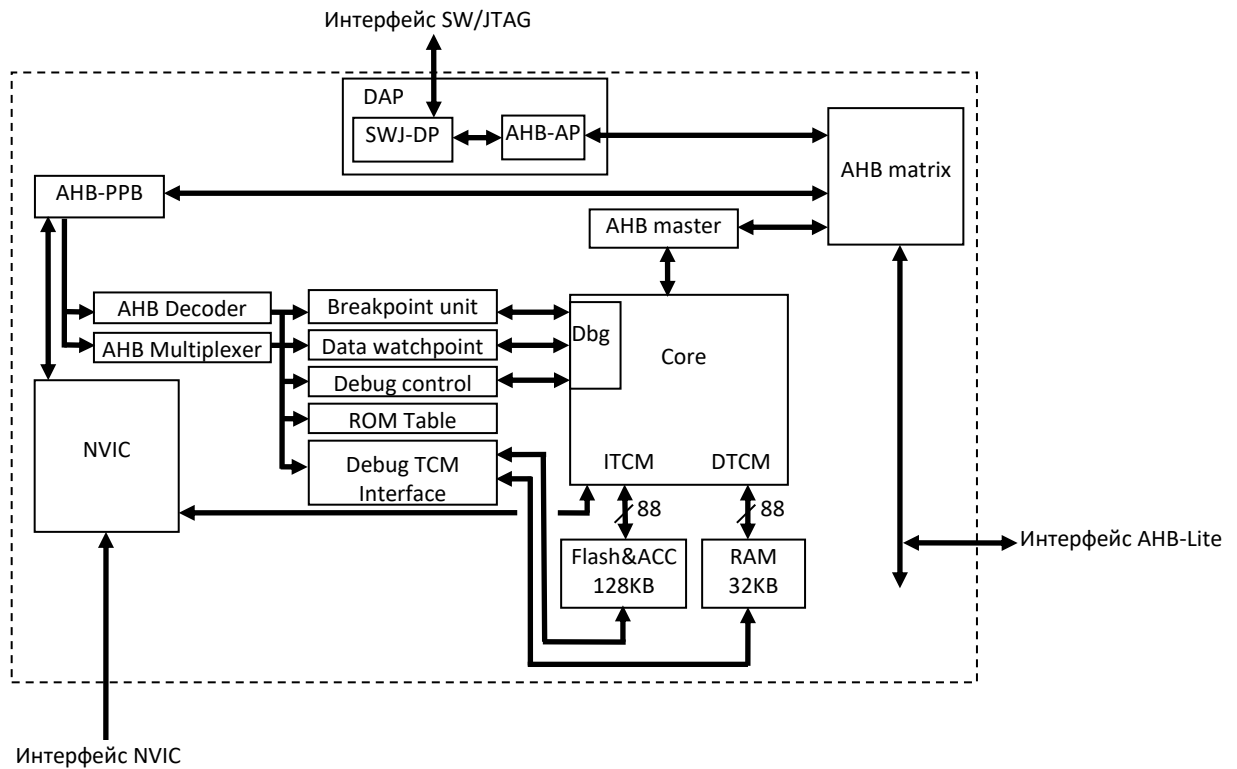 Интерфейс SW/JTAG
DAP
SWJ-DP
AHB-AP
AHB matrix
AHB-PPB
AHB master
AHB Decoder
Breakpoint unit
Dbg
Core
AHB Multiplexer
Data watchpoint
Debug control
ROM Table
NVIC
Debug TCM
Interface
ITCM
DTCM
88
88
Flash&ACC
128KB
RAM
32KB
Интерфейс AHB-Lite
Интерфейс NVIC